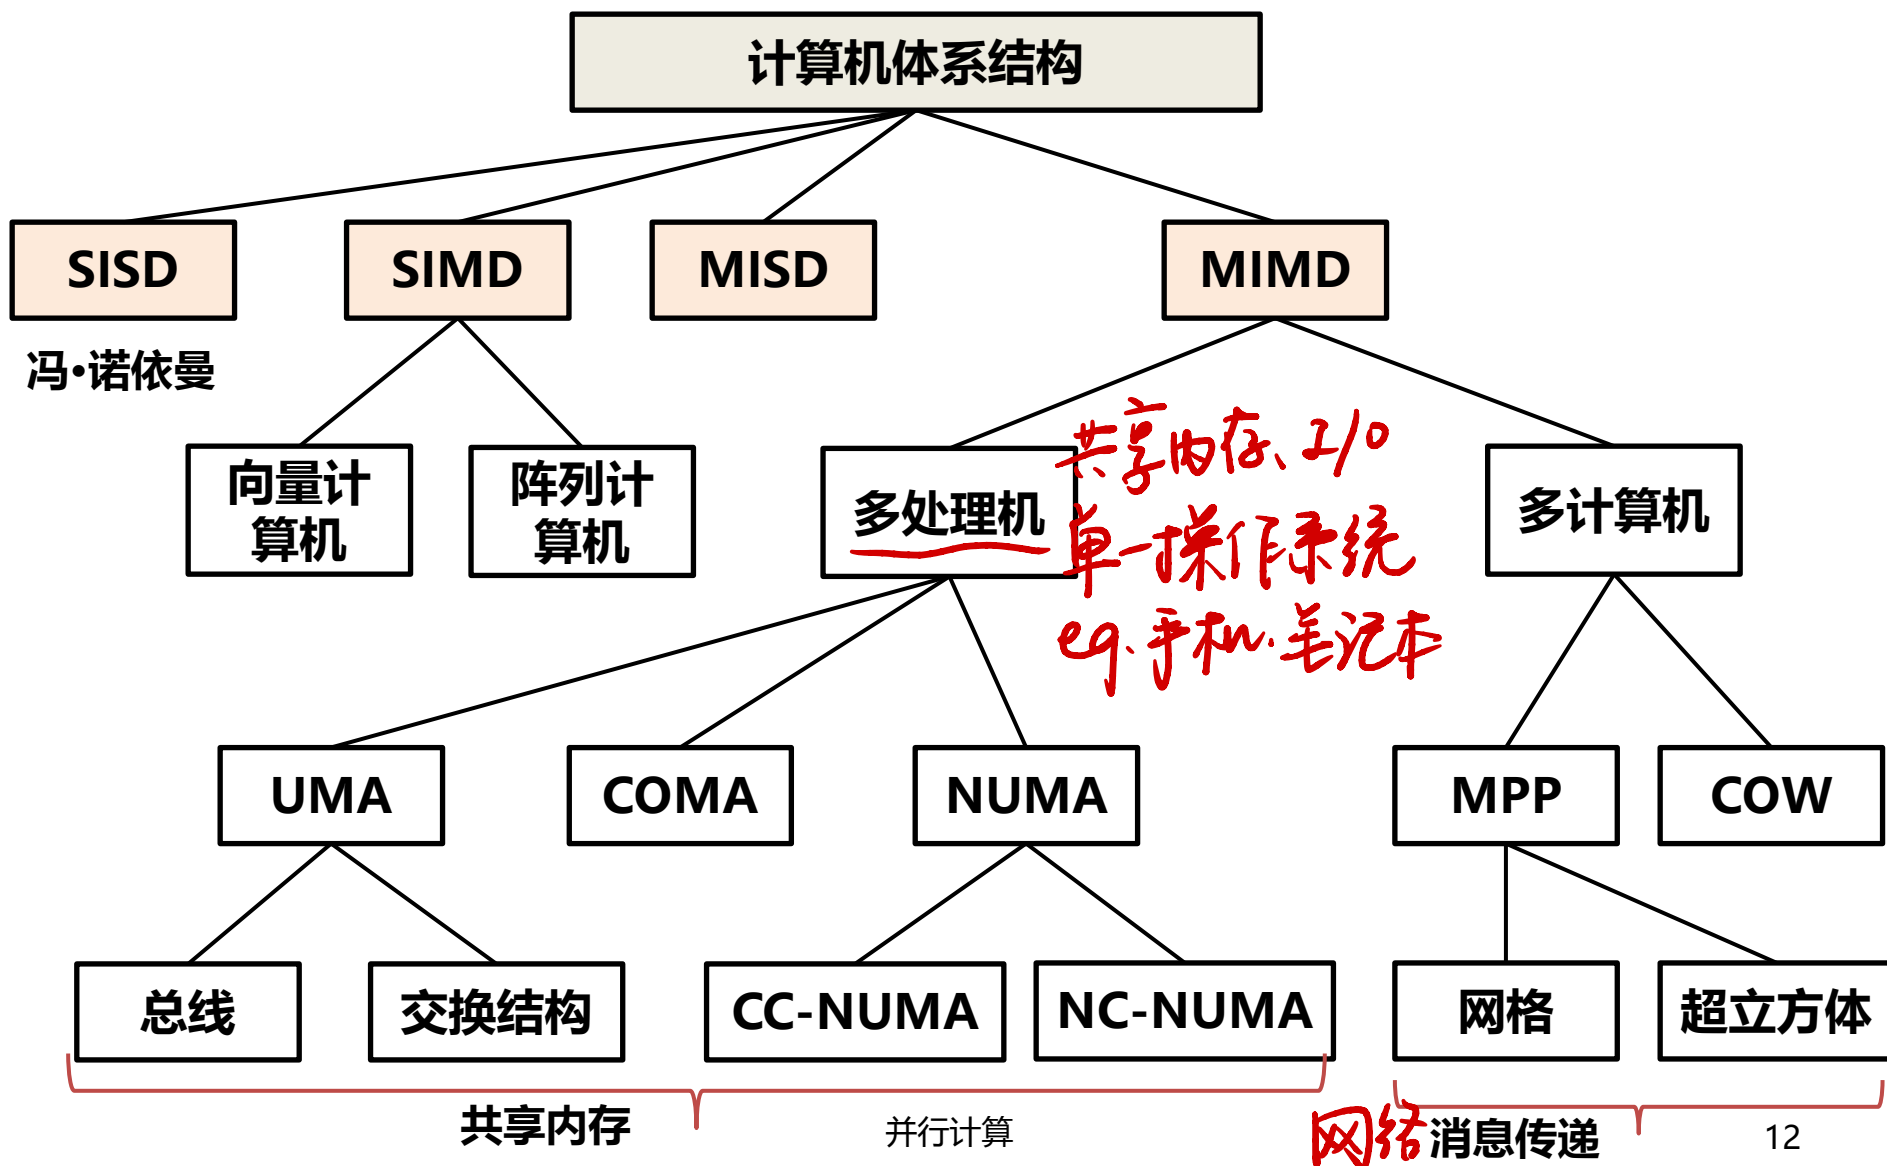 计算机体系结构
SISD
SIMD
MISD
MIMD
冯•诺依曼
向量计
算机
阵列计
算机
多处理机
共享内存、I/O
单一操作系统
eg.手机.笔记本
多计算机
UMA
COMA
NUMA
MPP
COW
总线
交换结构
CC-NUMA
NC-NUMA
网格
超立方体
共享内存
并行计算
网络消息传递
12